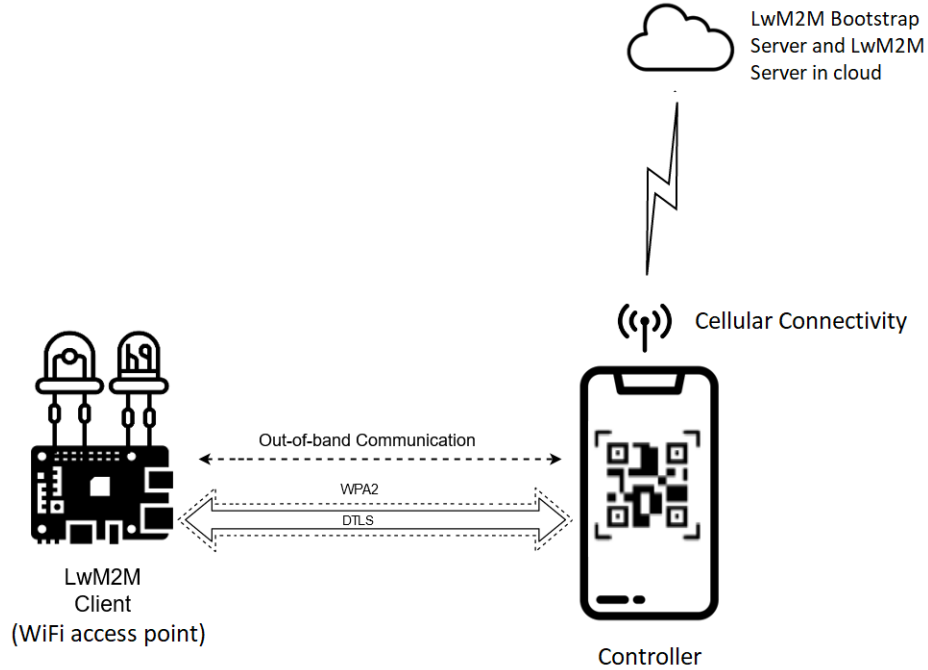 LwM2M Bootstrap
Server and LwM2M
Server in cloud
Cellular Connectivity
Out-of-band Communication
WPA2
DTLS
LwM2M
Client
(WiFi access point)
Controller